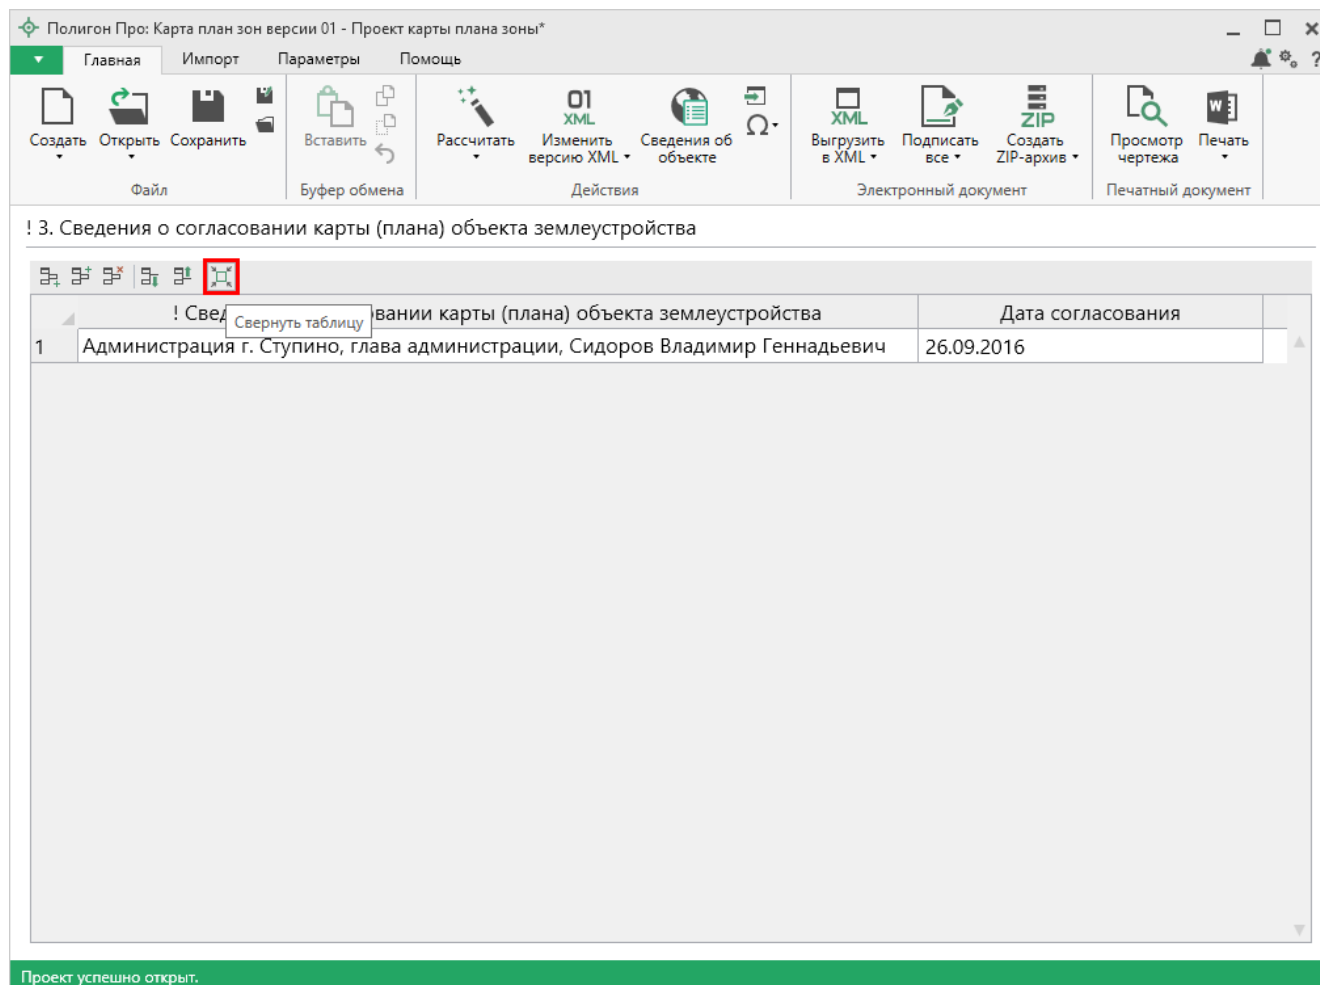 Полигон Про: Карта план зон версии 01 - Проект карты плана зоны*
Главная Импорт Параметры Помощь
Создать Открыть Сохранить
Файл
Вставить
Буфер обмена
Рассчитать
01 XML
Изменить
версию XML
Сведения об
объекте
Действия
XML
Выгрузить
в XML
Подписать
все
ZIP
Создать
ZIP-архив
Электронный документ
Просмотр
чертежа
W
Печать
Печатный документ
! 3. Сведения о согласовании карты (плана) объекта землеустройства
Свернуть таблицу
! Свед вании карты (плана) объекта землеустройства Дата согласования
1 Администрация г. Ступино, глава администрации, Сидоров Владимир Геннадьевич 26.09.2016
Проект успешно открыт.